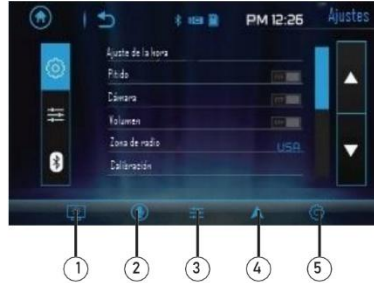 PM 12:26 Ajustes
Ajuste de la hora
Pitido
Cámara
Volumen
Zona de radio USA
Calibración
1 2 3 4 5